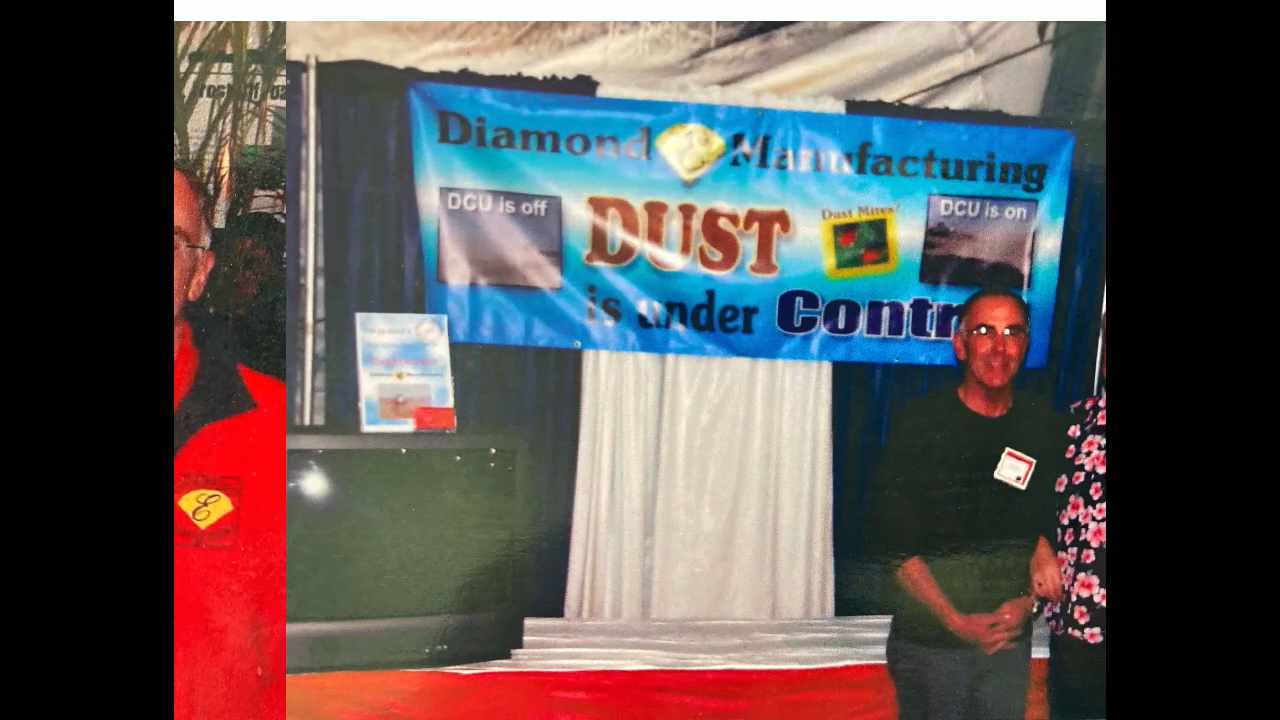 Diamond E Manufacturing
DCU is off
DUST
Dust Mites!
DCU is on
is under Contr
E